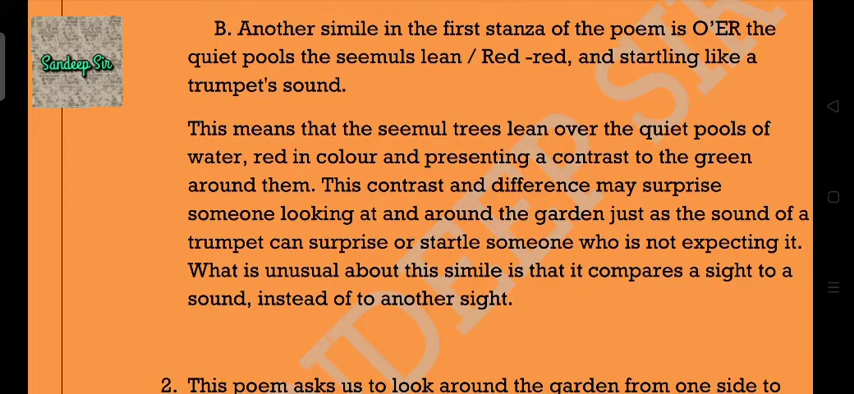 Sandeep Sir
B. Another simile in the first stanza of the poem is O'ER the
quiet pools the seemuls lean / Red -red, and startling like a
trumpet's sound.
This means that the seemul trees lean over the quiet pools of
water, red in colour and presenting a contrast to the green
around them. This contrast and difference may surprise
someone looking at and around the garden just as the sound of a
trumpet can surprise or startle someone who is not expecting it.
What is unusual about this simile is that it compares a sight to a
sound, instead of to another sight.
2. This poem asks us to look around the garden from one side to
DEEP SIR